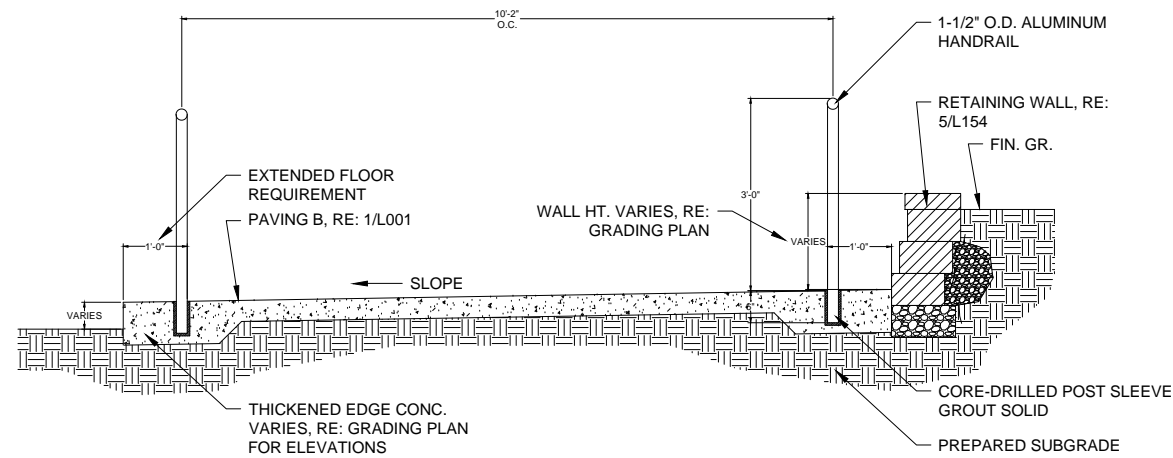 10'-2"
O.C.
1-1/2" O.D. ALUMINUM
HANDRAIL
RETAINING WALL, RE:
5/L154
FIN. GR.
EXTENDED FLOOR
REQUIREMENT
PAVING B, RE: 1/L001
3'-0"
WALL HT. VARIES, RE:
GRADING PLAN
VARIES
1'-0"
1'-0"
SLOPE
VARIES
THICKENED EDGE CONC.
VARIES, RE: GRADING PLAN
FOR ELEVATIONS
CORE-DRILLED POST SLEEVE
GROUT SOLID
PREPARED SUBGRADE